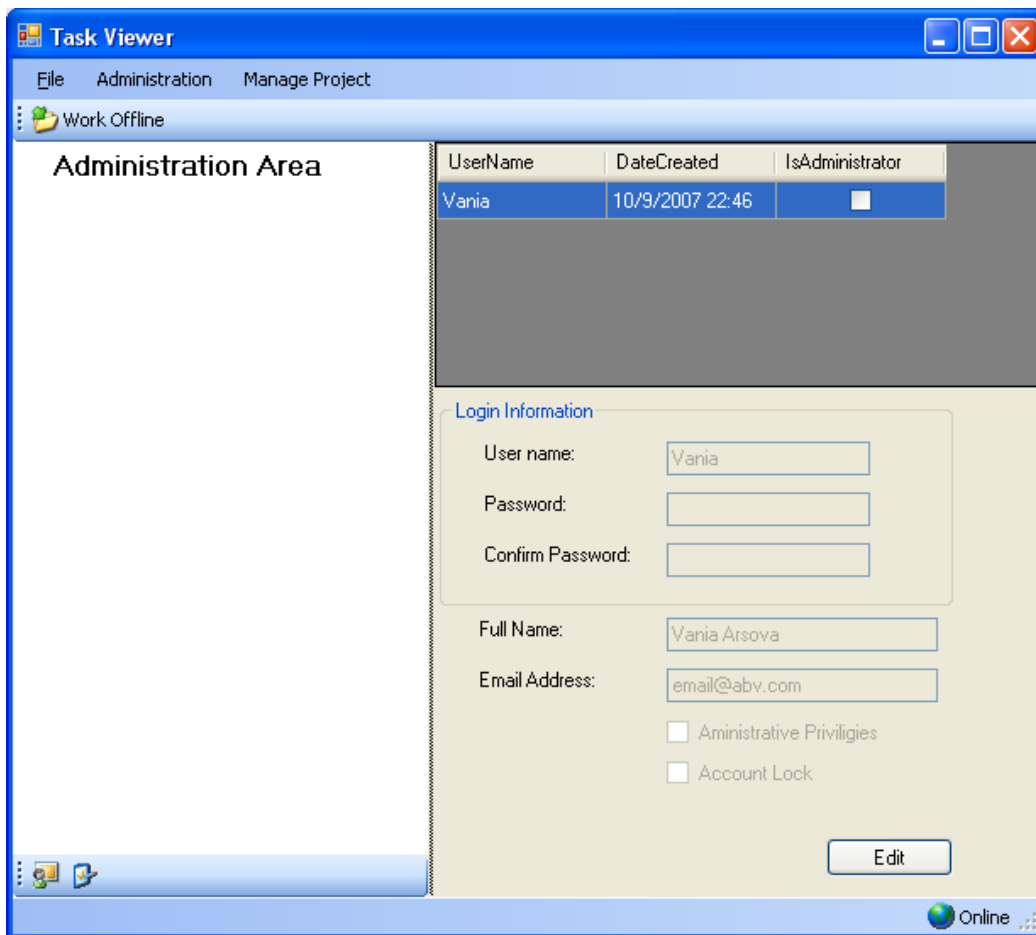 Task Viewer
File Administration Manage Project
Work Offline
Administration Area
UserName DateCreated IsAdministrator
Vania 10/9/2007 22:46
Login Information
User name: Vania
Password:
Confirm Password:
Full Name: Vania Arsova
Email Address: email@abv.com
Aministrative Priviligies
Account Lock
Edit
Online